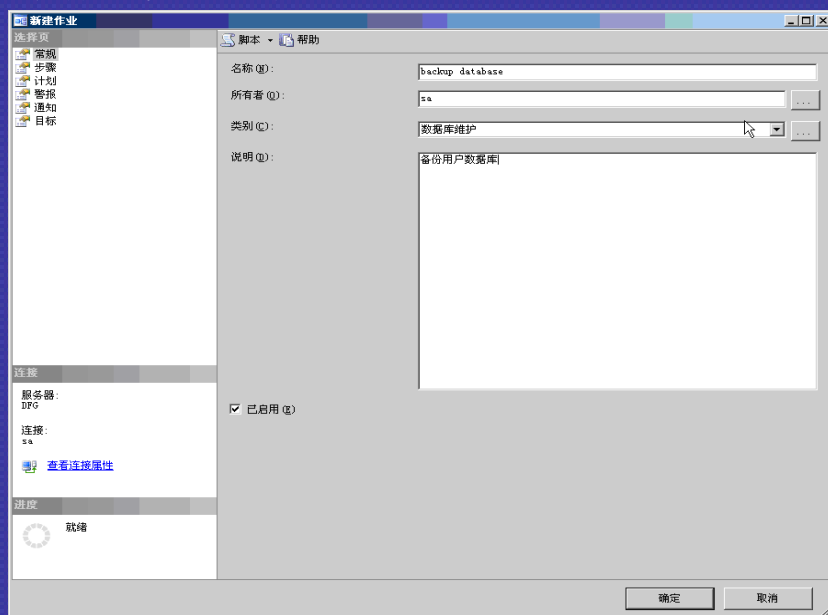 新建作业
选择页
常规
步骤
计划
警报
通知
目标
脚本 帮助
名称(N):
backup database
所有者(O):
sa
...
类别(C):
数据库维护
...
说明(D):
备份用户数据库
已启用(E)
连接
服务器:
DFG
连接:
sa
查看连接属性
进度
就绪
确定
取消